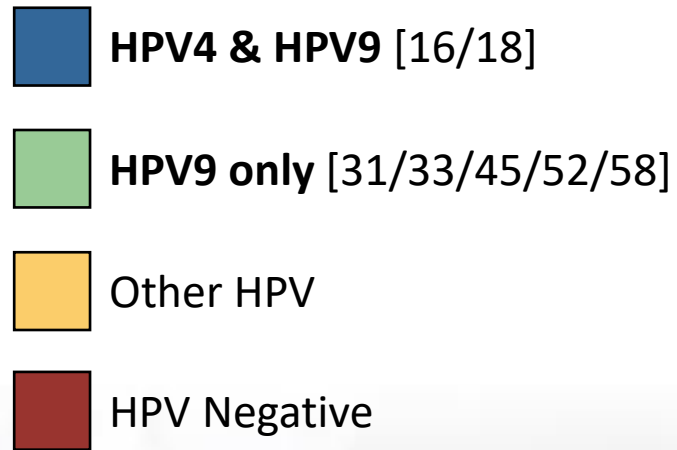 HPV4 & HPV9 [16/18]
HPV9 only [31/33/45/52/58]
Other HPV
HPV Negative